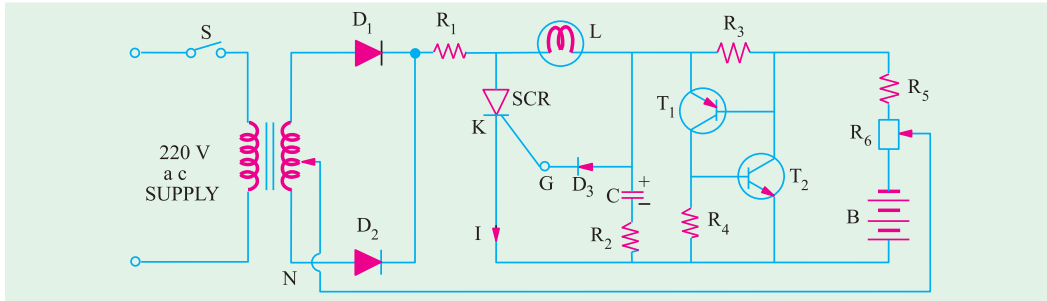 S
D1
R1
L
R3
SCR
K
T1
R5
R6
220 V
a c
SUPPLY
G
D3
C
+
−
T2
B
D2
I
R2
R4
N